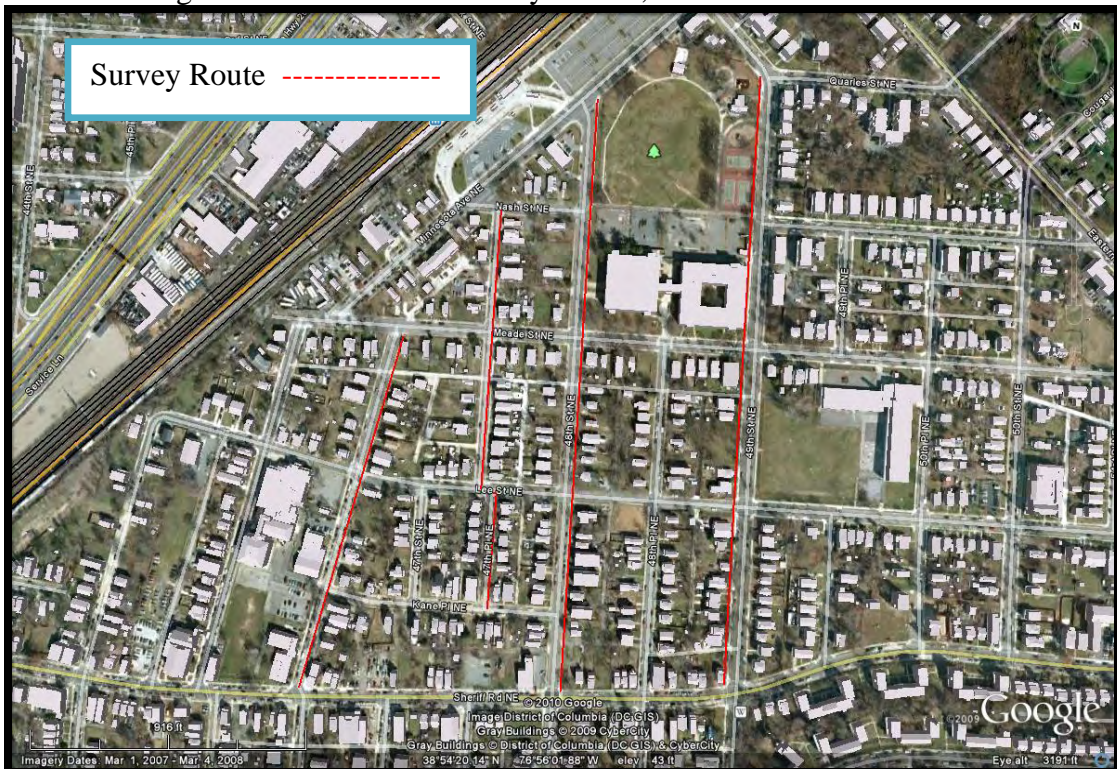 Survey Route ---------------
44th St NE
45th Pl NE
Quarles St NE
Minnesota Ave NE
Nash St NE
Service Ln
Meade St NE
49th Pl NE
48th St NE
49th St NE
50th Pl NE
50th St NE
Lee St NE
47th St NE
47th Pl NE
48th Pl NE
Kane Pl NE
Sheriff Rd NE
© 2010 Google
Image District of Columbia (DC GIS)
Gray Buildings © 2009 CyberCity
Gray Buildings © District of Columbia (DC GIS) & CyberCity
916 ft
©2009 Google
Imagery Dates: Mar 1, 2007 - Mar 4, 2008
38°54'20.14" N 76°56'01.88" W elev 43 ft
Eye alt 3191 ft
N